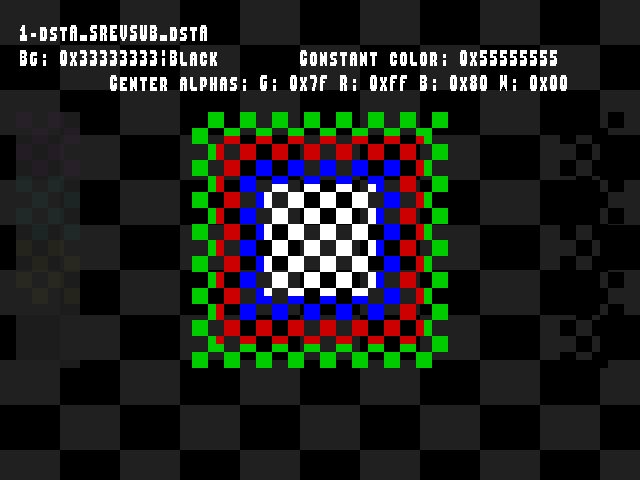 1-dstA_SREVSUB_dstA
Bg: 0x33333333;Black Constant color: 0x55555555
Center alphas: G: 0x7f R: 0xff B: 0x80 W: 0x00